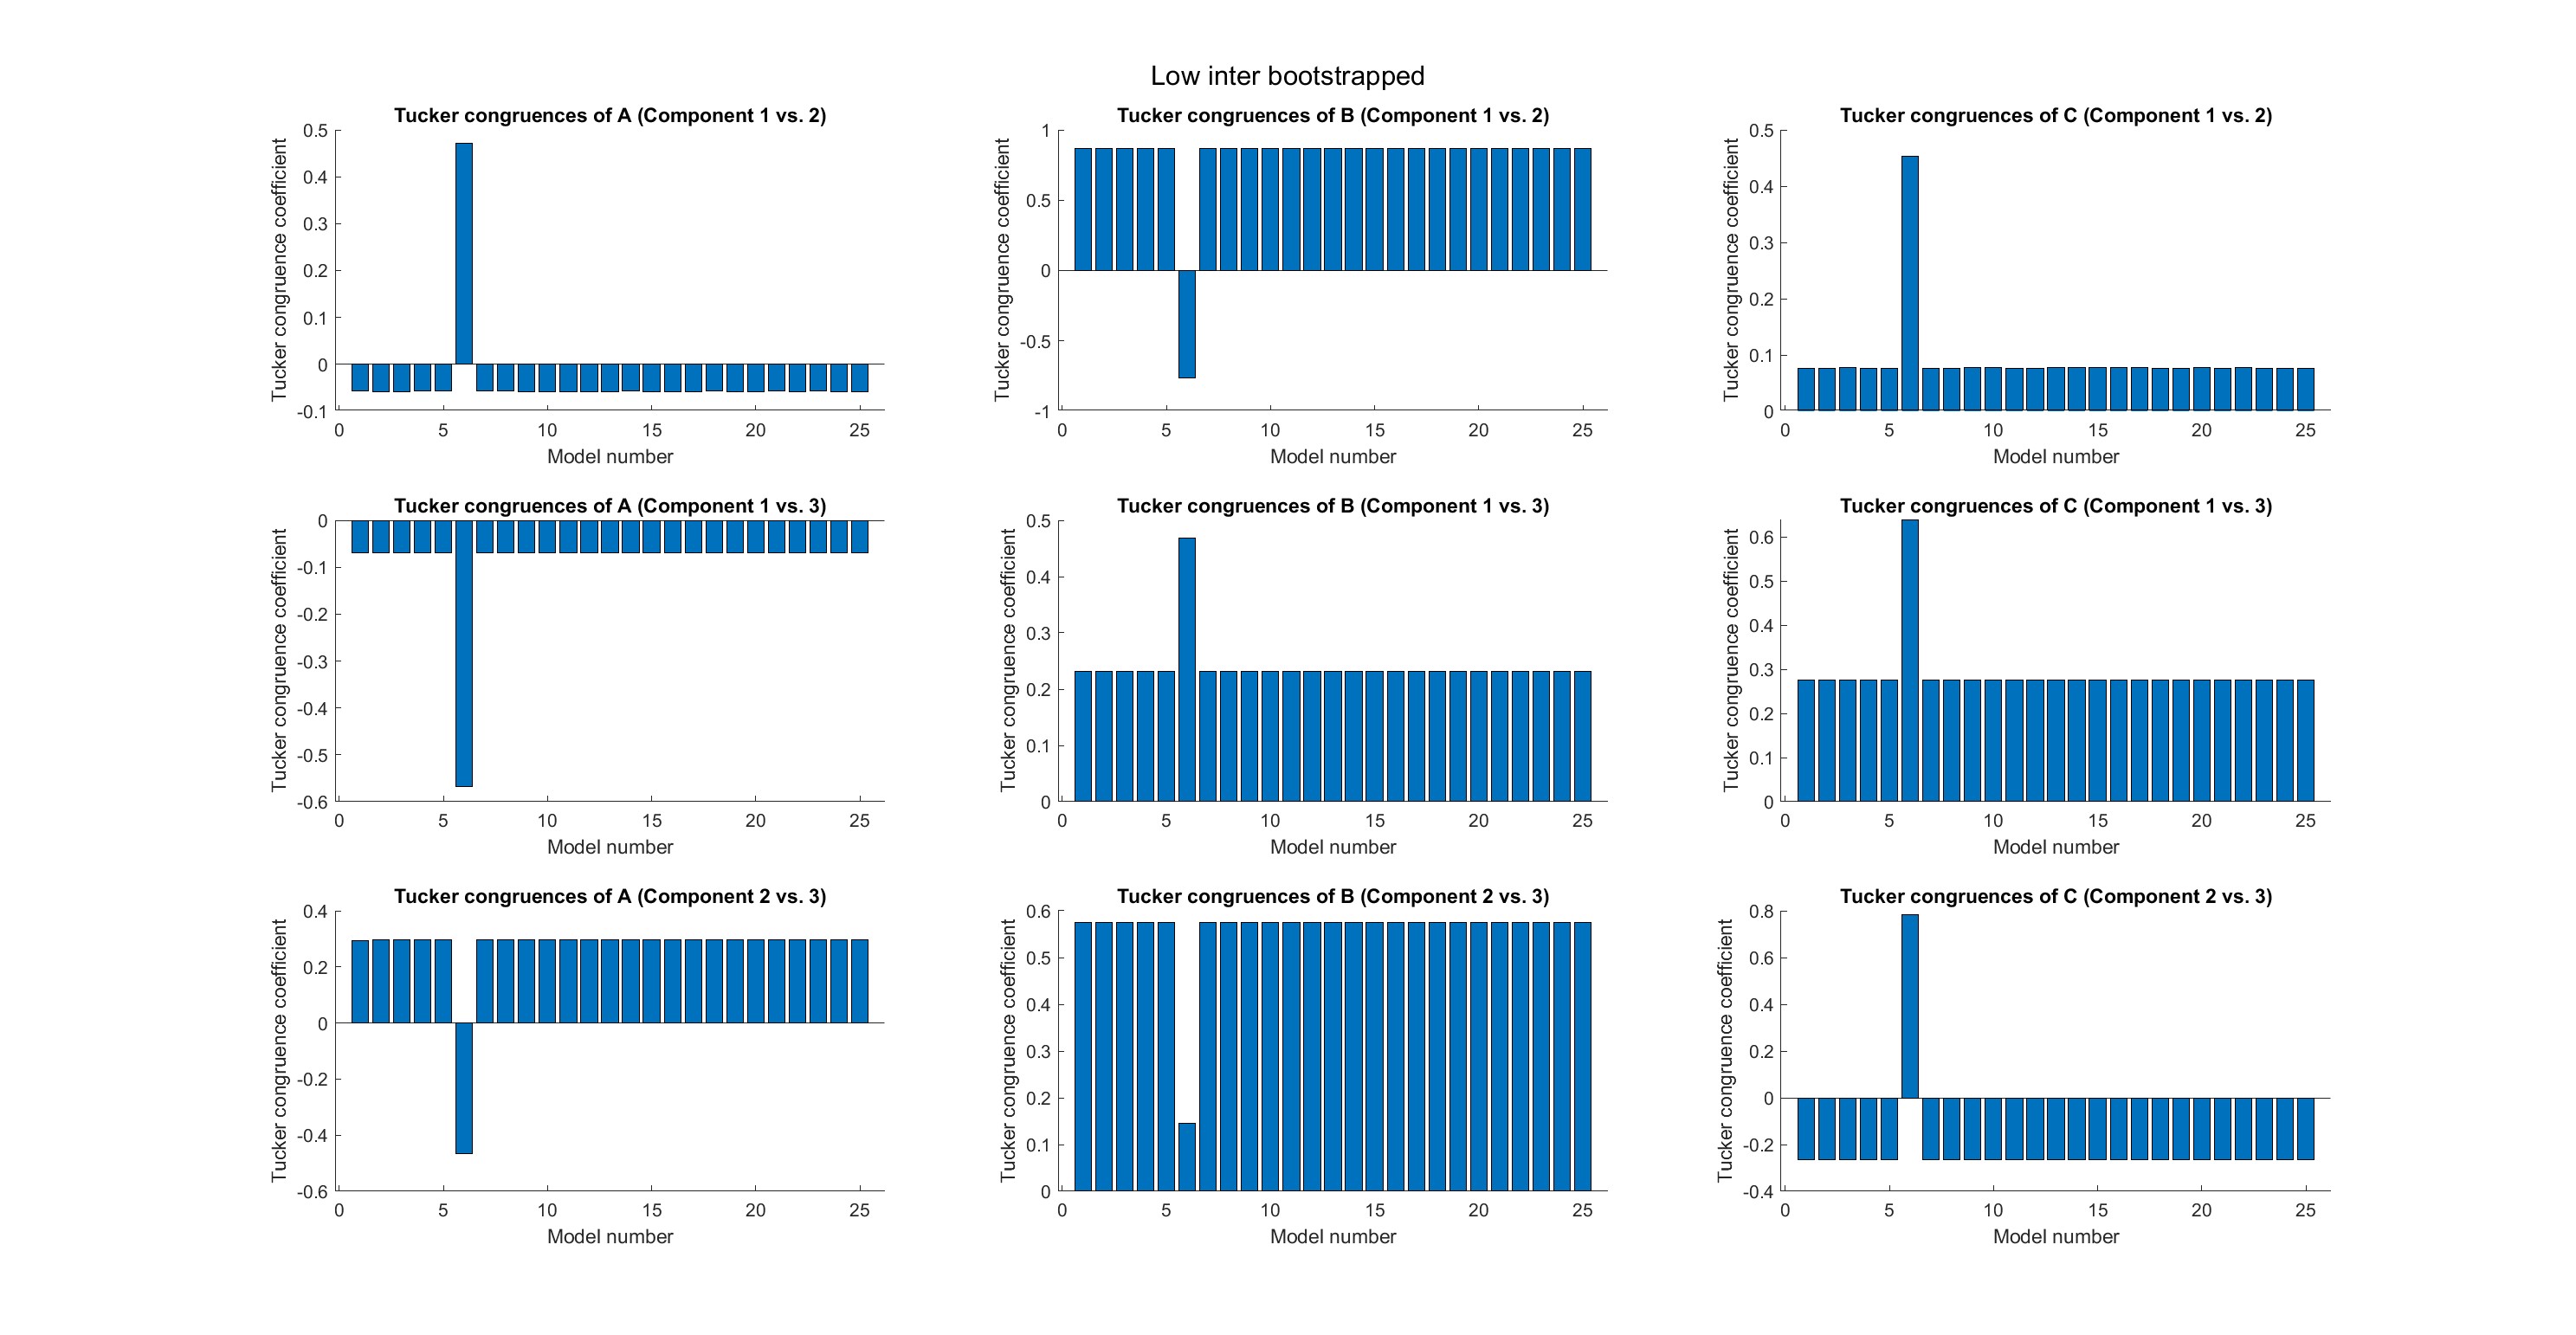 Low inter bootstrapped
Tucker congruences of A (Component 1 vs. 2)
Tucker congruence coefficient
0.5
0.4
0.3
0.2
0.1
0
-0.1
0 5 10 15 20 25
Model number
Tucker congruences of B (Component 1 vs. 2)
Tucker congruence coefficient
1
0.5
0
-0.5
-1
0 5 10 15 20 25
Model number
Tucker congruences of C (Component 1 vs. 2)
Tucker congruence coefficient
0.5
0.4
0.3
0.2
0.1
0
0 5 10 15 20 25
Model number
Tucker congruences of A (Component 1 vs. 3)
Tucker congruence coefficient
0
-0.1
-0.2
-0.3
-0.4
-0.5
-0.6
0 5 10 15 20 25
Model number
Tucker congruences of B (Component 1 vs. 3)
Tucker congruence coefficient
0.5
0.4
0.3
0.2
0.1
0
0 5 10 15 20 25
Model number
Tucker congruences of C (Component 1 vs. 3)
Tucker congruence coefficient
0.6
0.5
0.4
0.3
0.2
0.1
0
0 5 10 15 20 25
Model number
Tucker congruences of A (Component 2 vs. 3)
Tucker congruence coefficient
0.4
0.2
0
-0.2
-0.4
-0.6
0 5 10 15 20 25
Model number
Tucker congruences of B (Component 2 vs. 3)
Tucker congruence coefficient
0.6
0.5
0.4
0.3
0.2
0.1
0
0 5 10 15 20 25
Model number
Tucker congruences of C (Component 2 vs. 3)
Tucker congruence coefficient
0.8
0.6
0.4
0.2
0
-0.2
-0.4
0 5 10 15 20 25
Model number